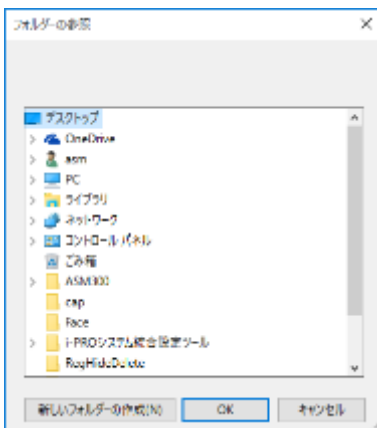 フォルダーの参照
デスクトップ
OneDrive
asm
PC
ライブラリ
ネットワーク
コントロール パネル
ごみ箱
ASM300
cap
Face
i-PROシステム統合設定ツール
RegHideDelete
新しいフォルダーの作成(N)
OK
キャンセル